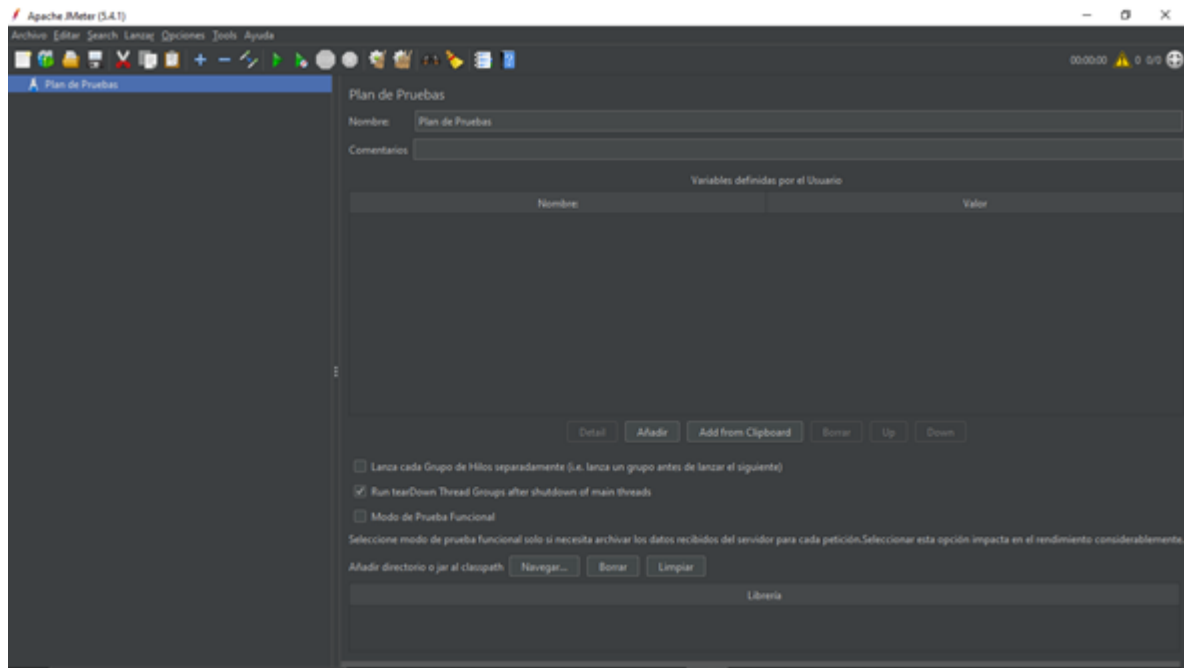 Apache JMeter (5.4.1)
Archivo Editar Search Lanzar Opciones Tools Ayuda
00:00:00 0 0/0
Plan de Pruebas
Plan de Pruebas
Nombre: Plan de Pruebas
Comentarios
Variables definidas por el Usuario
Nombre: Valor
Detail Añadir Add from Clipboard Borrar Up Down
Lanza cada Grupo de Hilos separadamente (i.e. lanza un grupo antes de lanzar el siguiente)
Run tearDown Thread Groups after shutdown of main threads
Modo de Prueba Funcional
Seleccione modo de prueba funcional solo si necesita archivar los datos recibidos del servidor para cada petición.Seleccionar esta opción impacta en el rendimiento considerablemente.
Añadir directorio o jar al classpath Navegar... Borrar Limpiar
Librería